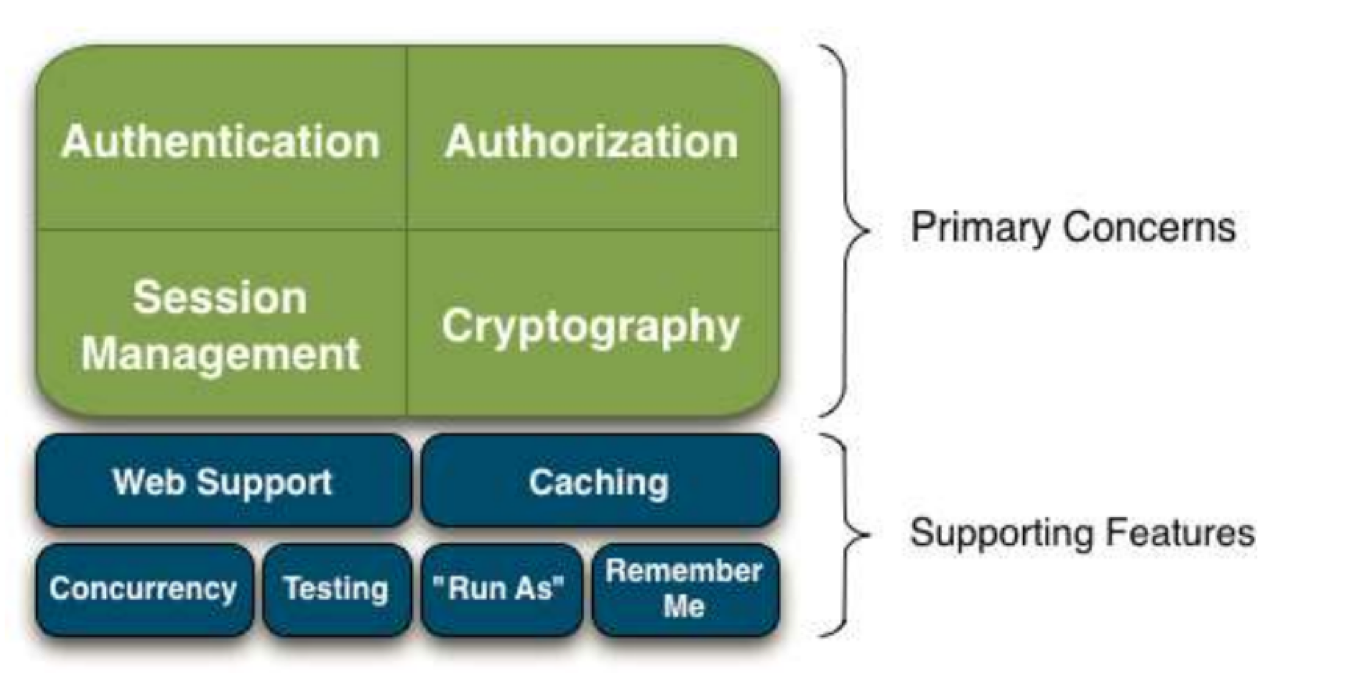 Authentication
Authorization
Session
Management
Cryptography
Primary Concerns
Web Support
Caching
Concurrency
Testing
"Run As"
Remember
Me
Supporting Features